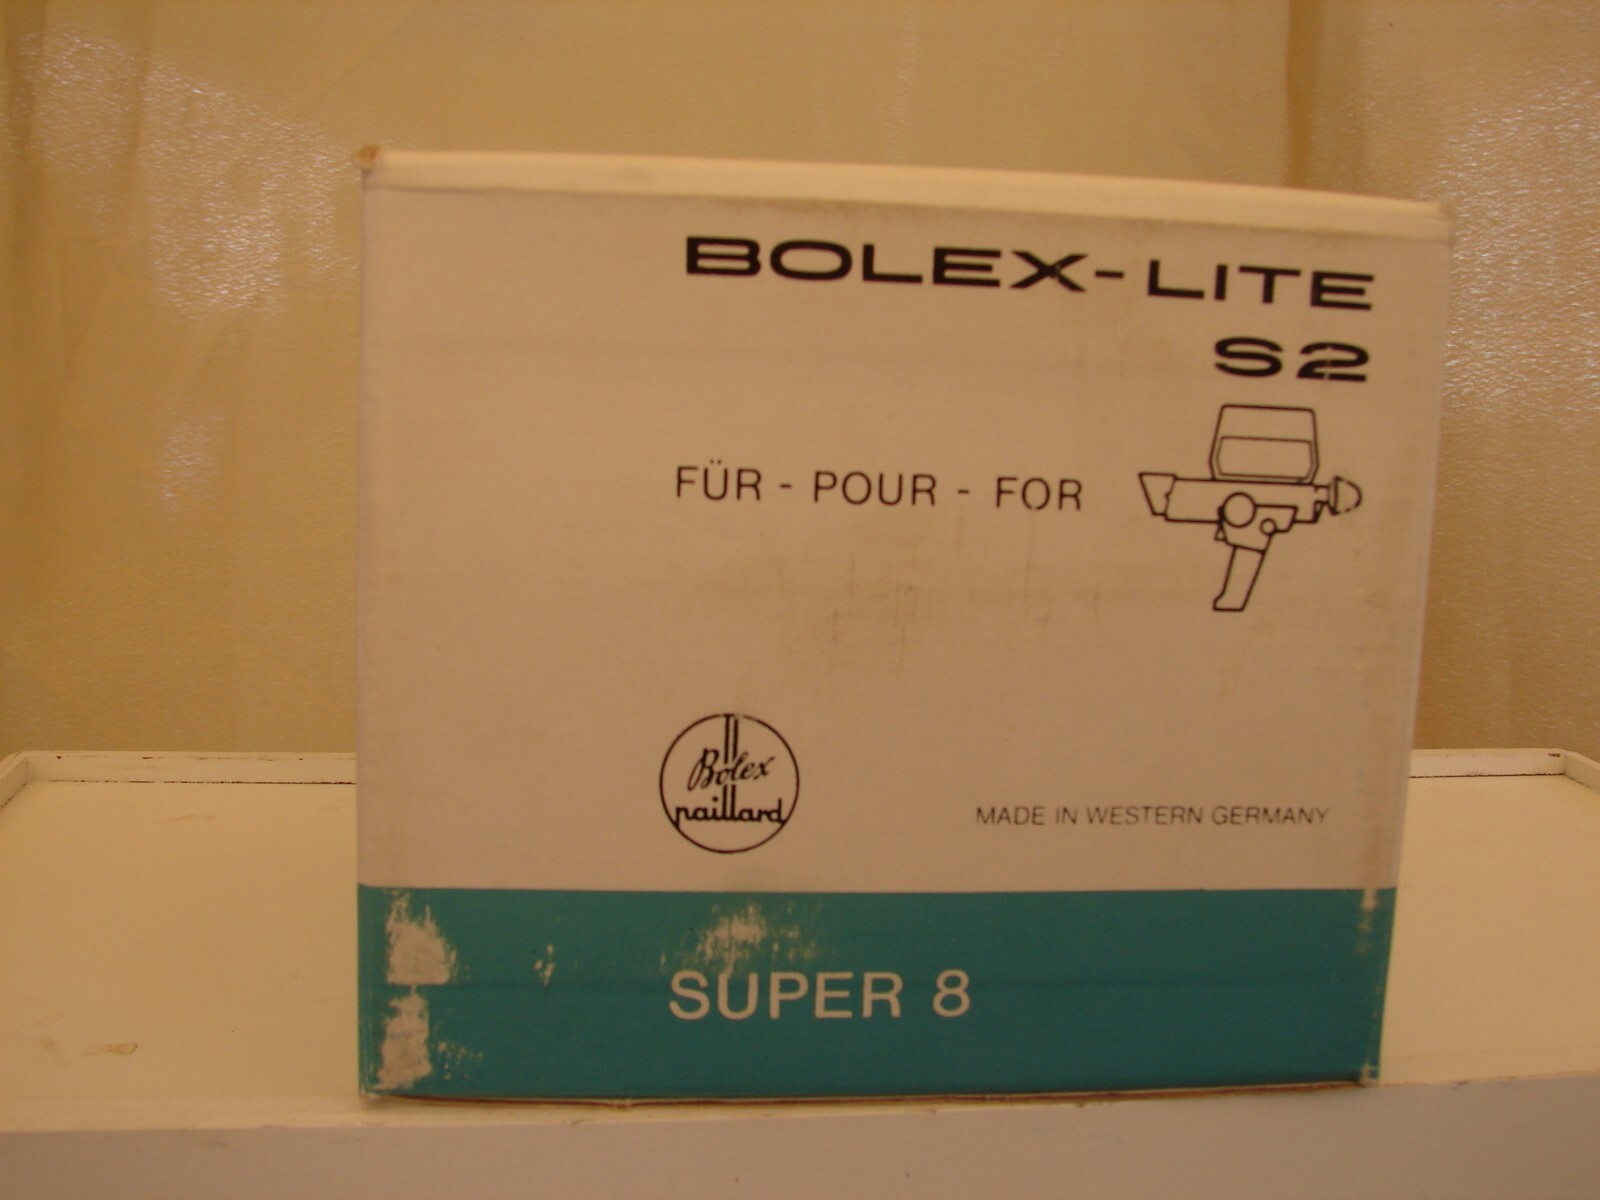 BOLEX-LITE
S2
FÜR - POUR - FOR
Bolex
paillard
MADE IN WESTERN GERMANY
SUPER 8